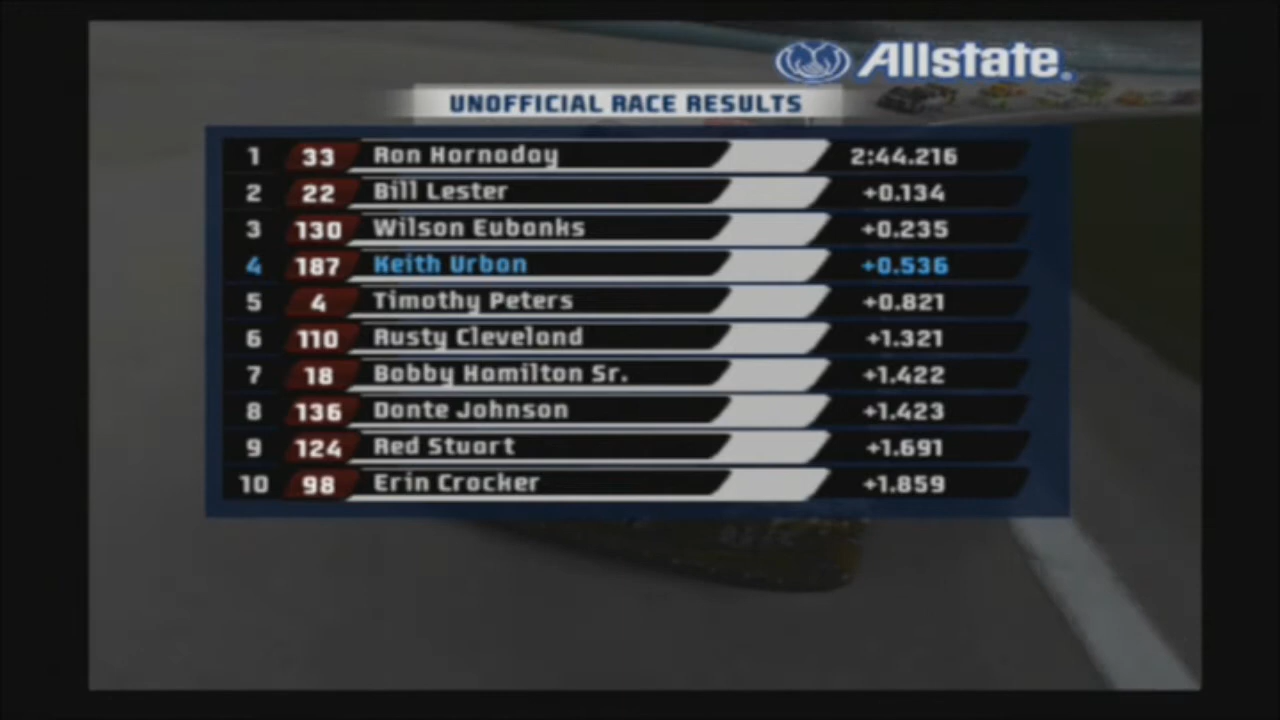 Allstate.
UNOFFICIAL RACE RESULTS
1 33 Ron Hornaday 2:44.216
2 22 Bill Lester +0.134
3 130 Wilson Eubanks +0.235
4 187 Keith Urban +0.536
5 4 Timothy Peters +0.821
6 110 Rusty Cleveland +1.321
7 18 Bobby Hamilton Sr. +1.422
8 136 Donte Johnson +1.423
9 124 Red Stuart +1.691
10 98 Erin Crocker +1.859